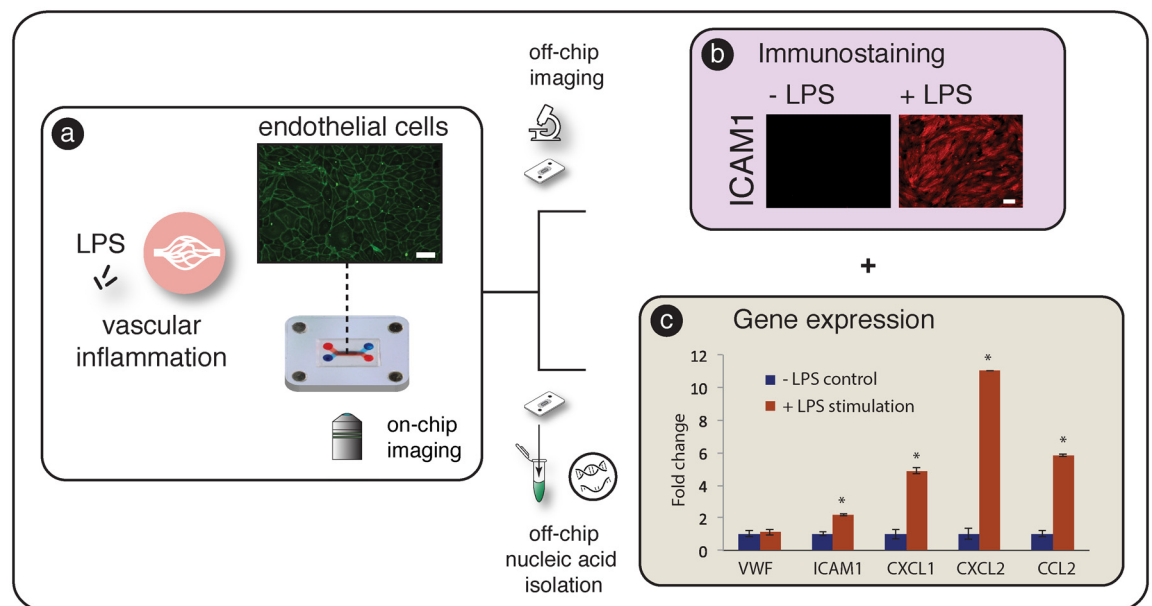 a
endothelial cells
LPS
vascular
inflammation
on-chip
imaging
off-chip
imaging
off-chip
nucleic acid
isolation
b Immunostaining
- LPS + LPS
ICAM1
+
c Gene expression
- LPS control
+ LPS stimulation
Fold change
12
10
8
6
4
2
0
* * * *
VWF ICAM1 CXCL1 CXCL2 CCL2